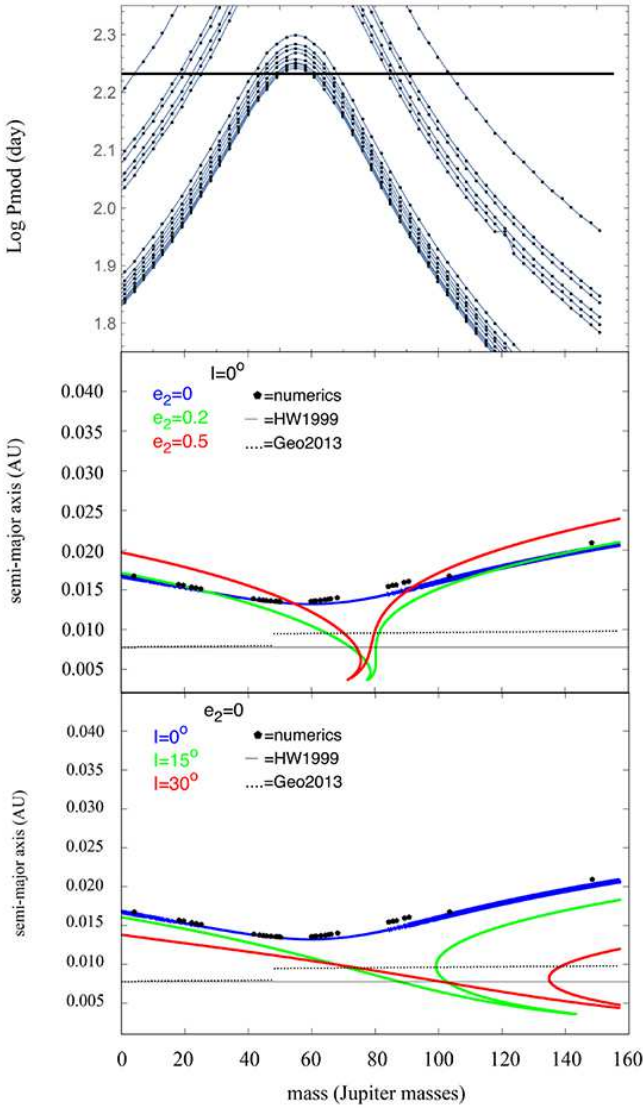 2.3
2.2
2.1
2.0
1.9
1.8
Log Pmod (day)
I=0°
e₂=0
e₂=0.2
e₂=0.5
=numerics
=HW1999
=Geo2013
0.040
0.035
0.030
0.025
0.020
0.015
0.010
0.005
semi-major axis (AU)
e₂=0
I=0°
I=15°
I=30°
=numerics
=HW1999
=Geo2013
0.040
0.035
0.030
0.025
0.020
0.015
0.010
0.005
semi-major axis (AU)
0 20 40 60 80 100 120 140 160
mass (Jupiter masses)